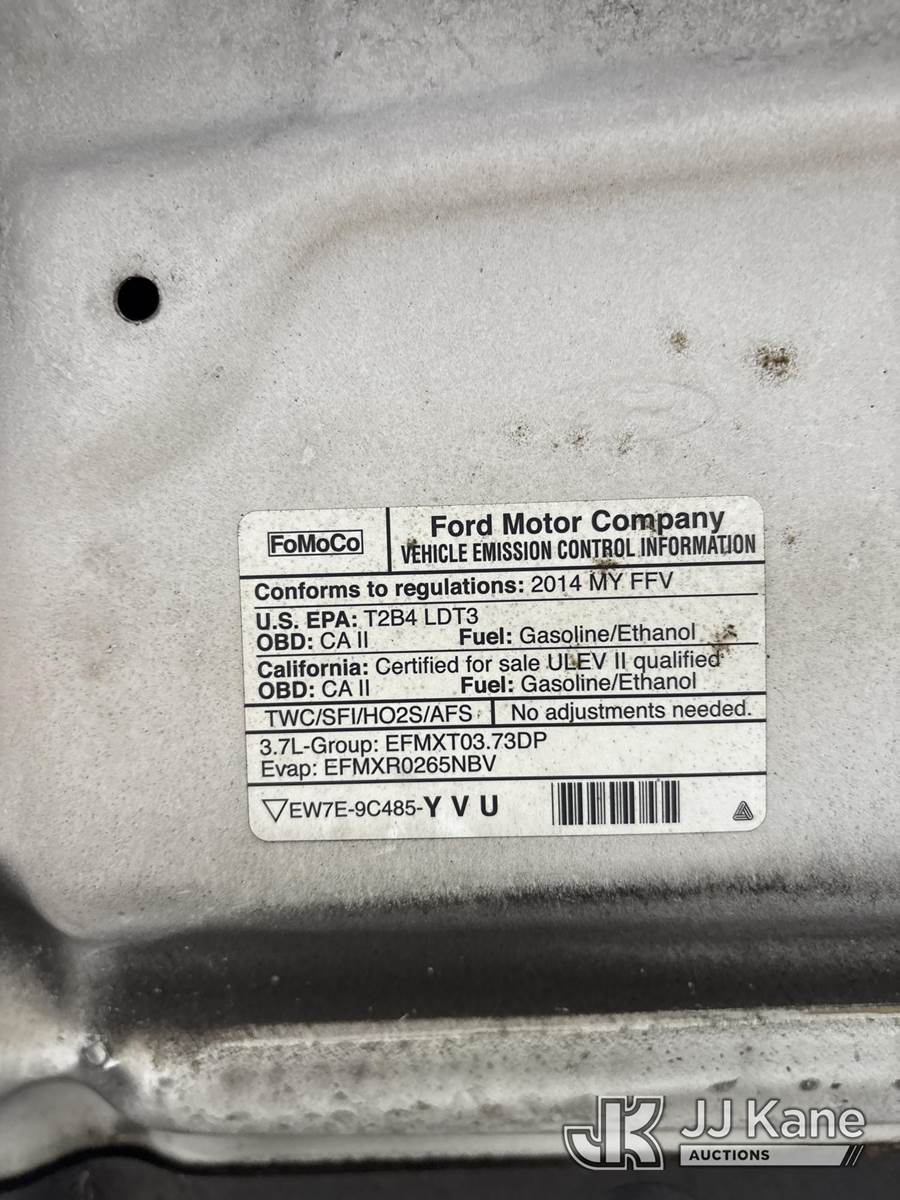 FoMoCo
Ford Motor Company
VEHICLE EMISSION CONTROL INFORMATION
Conforms to regulations: 2014 MY FFV
U.S. EPA: T2B4 LDT3
OBD: CA II Fuel: Gasoline/Ethanol
California: Certified for sale ULEV II qualified
OBD: CA II Fuel: Gasoline/Ethanol
TWC/SFI/HO2S/AFS No adjustments needed.
3.7L-Group: EFMXT03.73DP
Evap: EFMXR0265NBV
EW7E-9C485-Y V U
JK JJ Kane
AUCTIONS